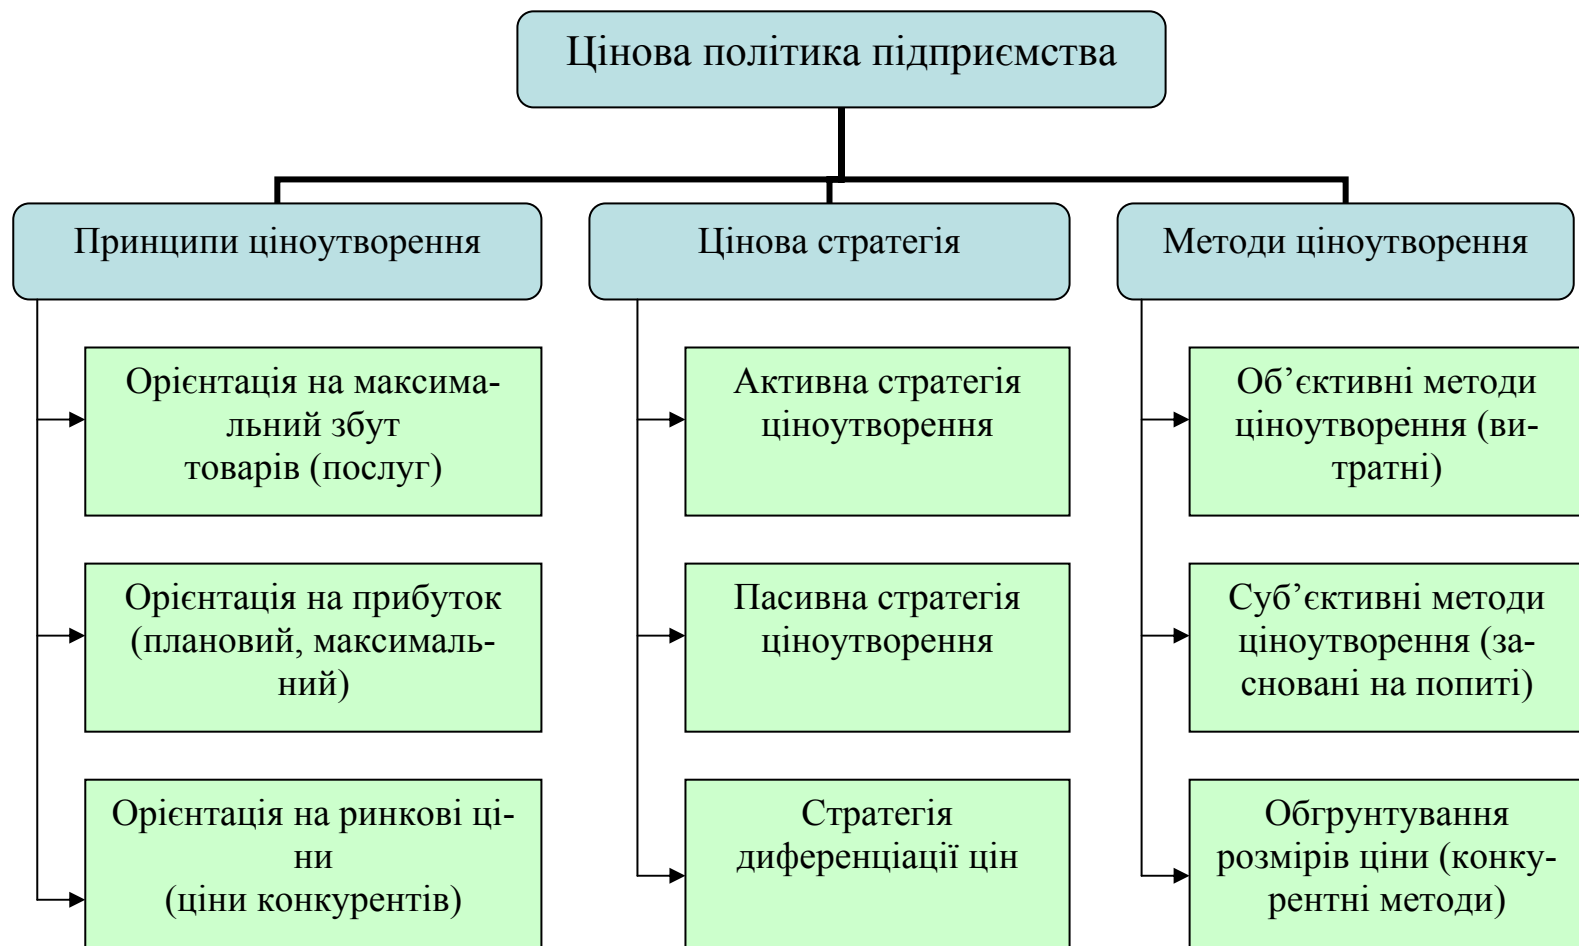 Цінова політика підприємства
Принципи ціноутворення
Орієнтація на максима-
льний збут
товарів (послуг)
Орієнтація на прибуток
(плановий, максималь-
ний)
Орієнтація на ринкові ці-
ни
(ціни конкурентів)
Цінова стратегія
Активна стратегія
ціноутворення
Пасивна стратегія
ціноутворення
Стратегія
диференціації цін
Методи ціноутворення
Об’єктивні методи
ціноутворення (ви-
тратні)
Суб’єктивні методи
ціноутворення (за-
сновані на попиті)
Обгрунтування
розмірів ціни (конку-
рентні методи)